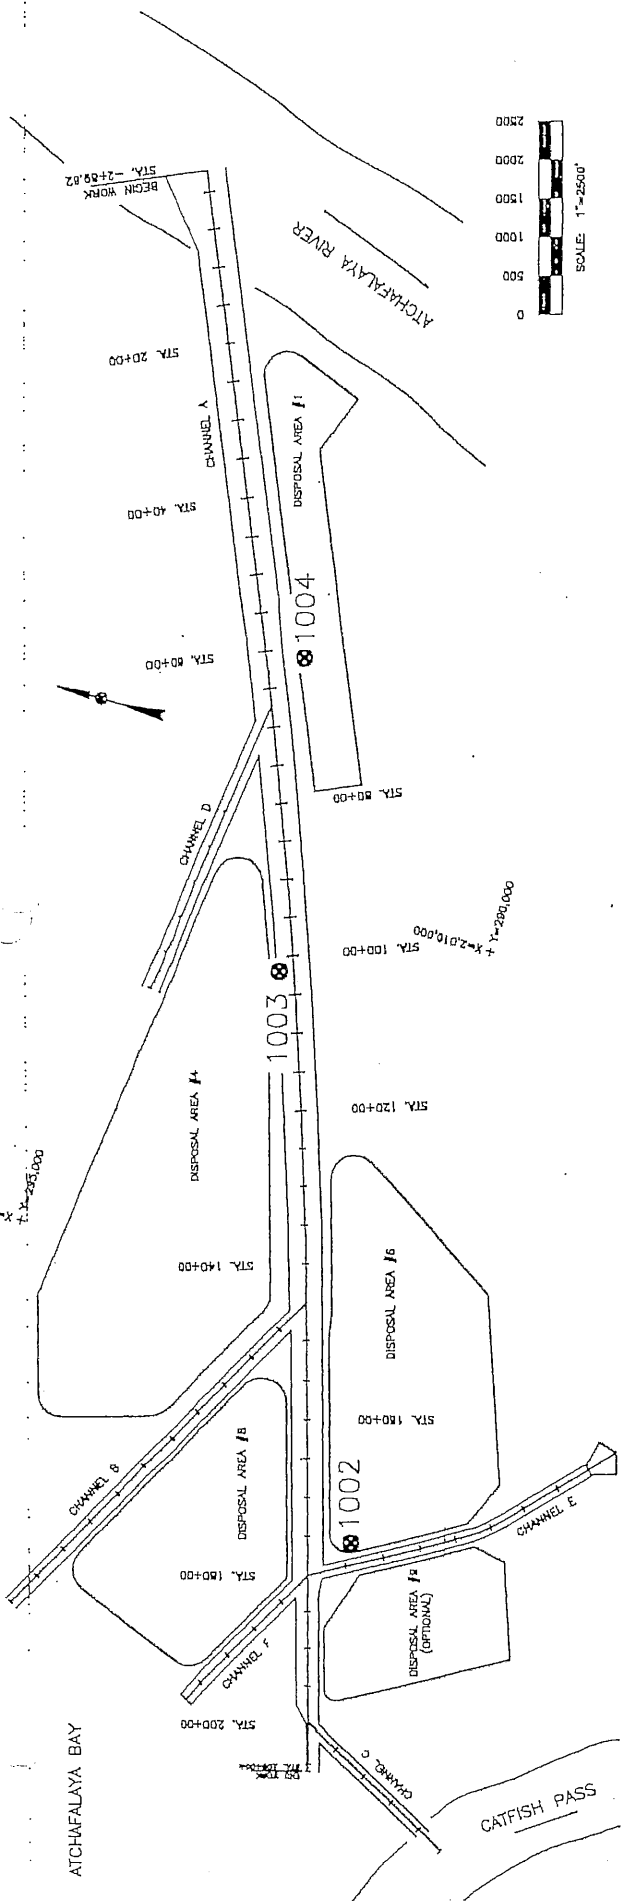 BEGIN WORK
STA. -2+89.82
ATCHAFALAYA RIVER
2500
2000
1500
1000
500
0
SCALE: 1"=2500'
STA. 20+00
CHANNEL A
DISPOSAL AREA #1
STA. 40+00
1004
STA. 60+00
CHANNEL D
STA. 80+00
STA. 100+00
X=2,010,000
+ Y=290,000
1003
DISPOSAL AREA #4
STA. 120+00
X
+ Y=295,000
STA. 140+00
DISPOSAL AREA #6
STA. 160+00
DISPOSAL AREA #8
CHANNEL B
1002
CHANNEL E
STA. 180+00
DISPOSAL AREA #9
(OPTIONAL)
CHANNEL F
STA. 200+00
CHANNEL C
ATCHAFALAYA BAY
CATFISH PASS